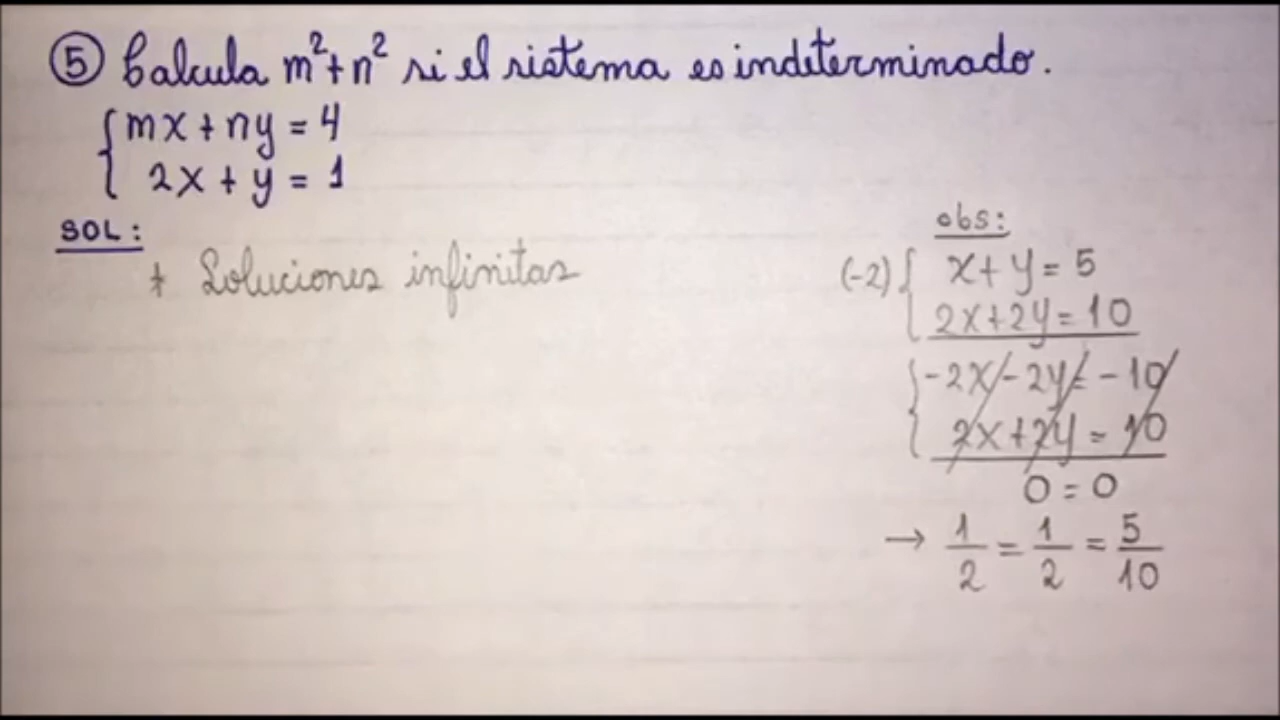 ⑤ Calcula m²+n² si el sistema es indeterminado.
mx + ny = 4
2x + y = 1
SOL:
* Soluciones infinitas
obs:
(-2) { x + y = 5
2x+2y = 10
-2x - 2y = -10
2x + 2y = 10
0 = 0
→ 1/2 = 1/2 = 5/10